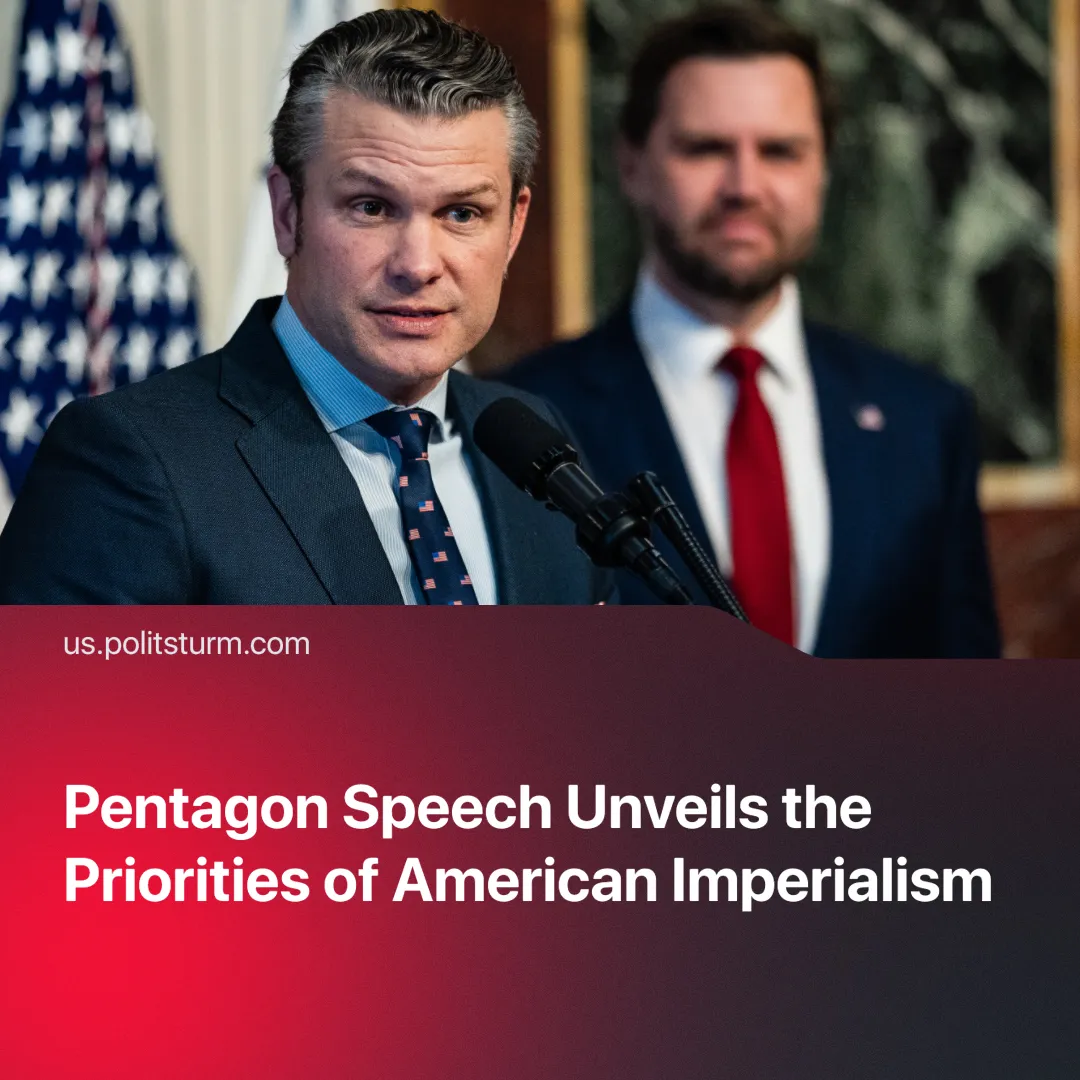 us.politsturm.com
Pentagon Speech Unveils the
Priorities of American Imperialism